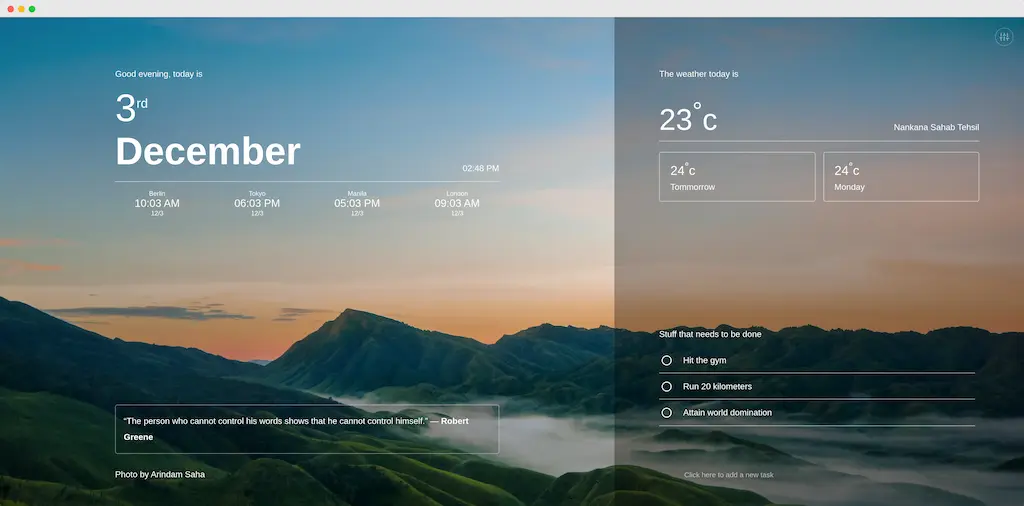 Good evening, today is
3rd
December
02:48 PM
Berlin
10:03 AM
12/3
Tokyo
06:03 PM
12/3
Manila
05:03 PM
12/3
London
09:03 AM
12/3
“The person who cannot control his words shows that he cannot control himself.” — Robert
Greene
Photo by Arindam Saha
The weather today is
23°c
Nankana Sahab Tehsil
24°c
Tommorrow
24°c
Monday
Stuff that needs to be done
Hit the gym
Run 20 kilometers
Attain world domination
Click here to add a new task